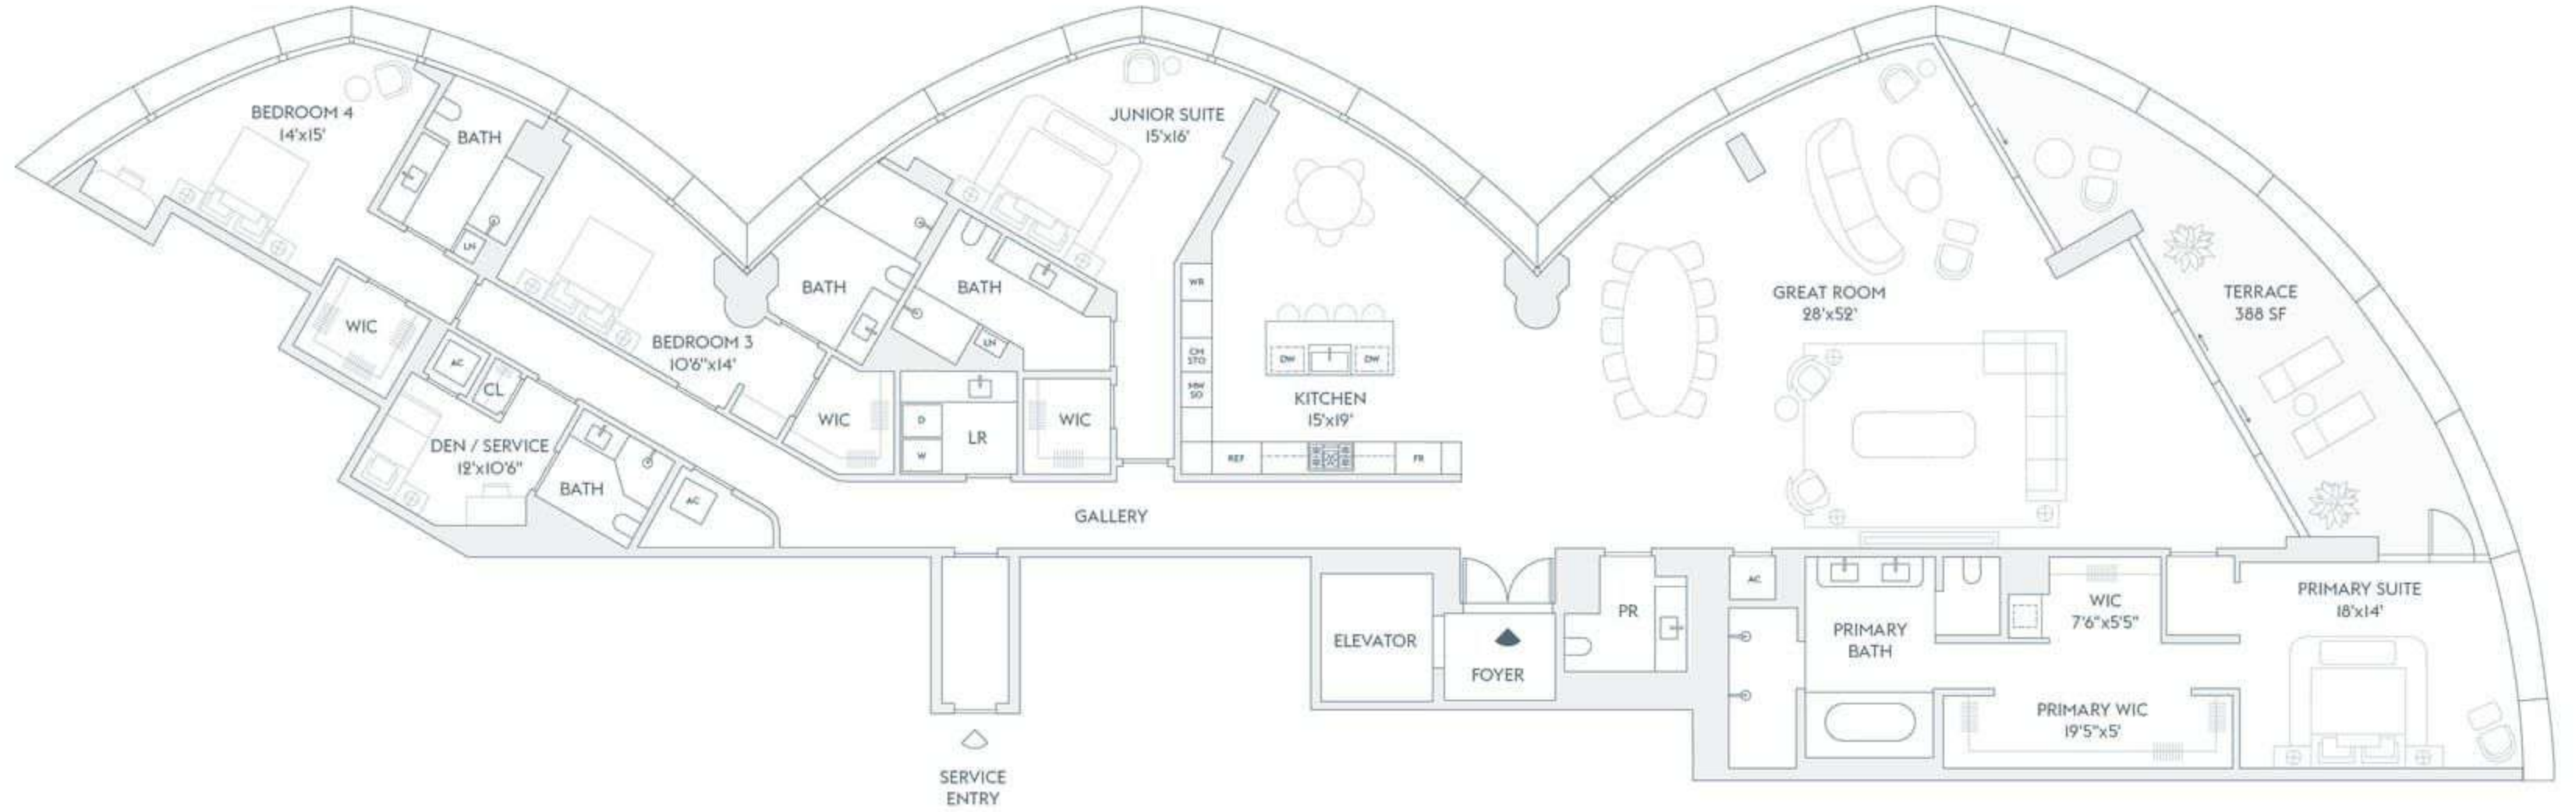 BEDROOM 4
14'x15'
BATH
LN
WIC
AC
CL
DEN / SERVICE
12'x10'6"
BATH
AC
BEDROOM 3
10'6"x14'
BATH
WIC
JUNIOR SUITE
15'x16'
BATH
LN
D
W
LR
WIC
WR
CM
STO
MW
SO
REF
FR
DW
DW
KITCHEN
15'x19'
GALLERY
GREAT ROOM
28'x52'
TERRACE
388 SF
SERVICE
ENTRY
ELEVATOR
FOYER
PR
AC
PRIMARY
BATH
WIC
7'6"x5'5"
PRIMARY WIC
19'5"x5'
PRIMARY SUITE
18'x14'